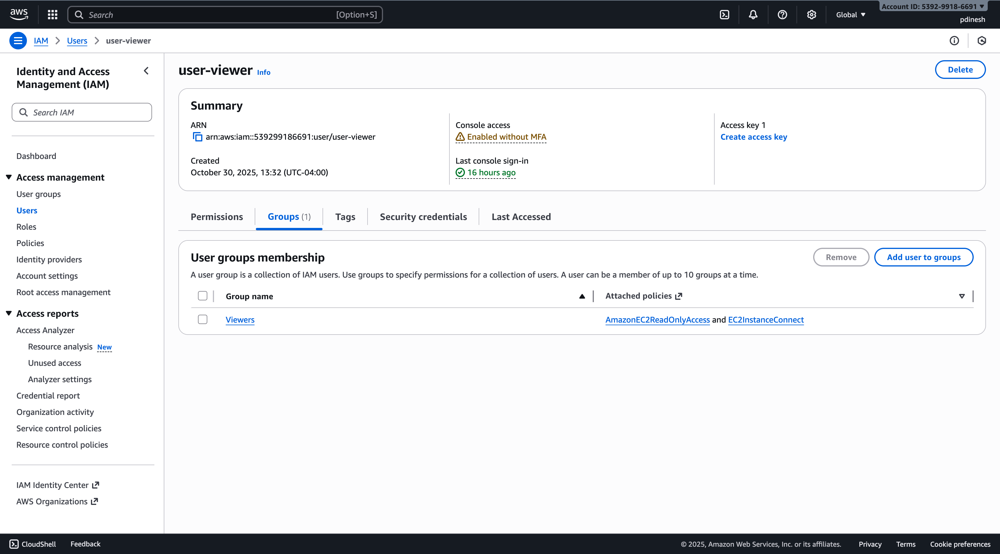 aws
Search [Option+S]
Account ID: 5392-9918-6691
Global
pdinesh
IAM
Users
user-viewer
Identity and Access
Management (IAM)
Search IAM
Dashboard
Access management
User groups
Users
Roles
Policies
Identity providers
Account settings
Root access management
Access reports
Access Analyzer
Resource analysis New
Unused access
Analyzer settings
Credential report
Organization activity
Service control policies
Resource control policies
IAM Identity Center
AWS Organizations
user-viewer Info
Delete
Summary
ARN
arn:aws:iam::539299186691:user/user-viewer
Created
October 30, 2025, 13:32 (UTC-04:00)
Console access
Enabled without MFA
Last console sign-in
16 hours ago
Access key 1
Create access key
Permissions
Groups (1)
Tags
Security credentials
Last Accessed
User groups membership
Remove
Add user to groups
A user group is a collection of IAM users. Use groups to specify permissions for a collection of users. A user can be a member of up to 10 groups at a time.
Group name
Attached policies
Viewers
AmazonEC2ReadOnlyAccess and EC2InstanceConnect
CloudShell
Feedback
© 2025, Amazon Web Services, Inc. or its affiliates.
Privacy
Terms
Cookie preferences